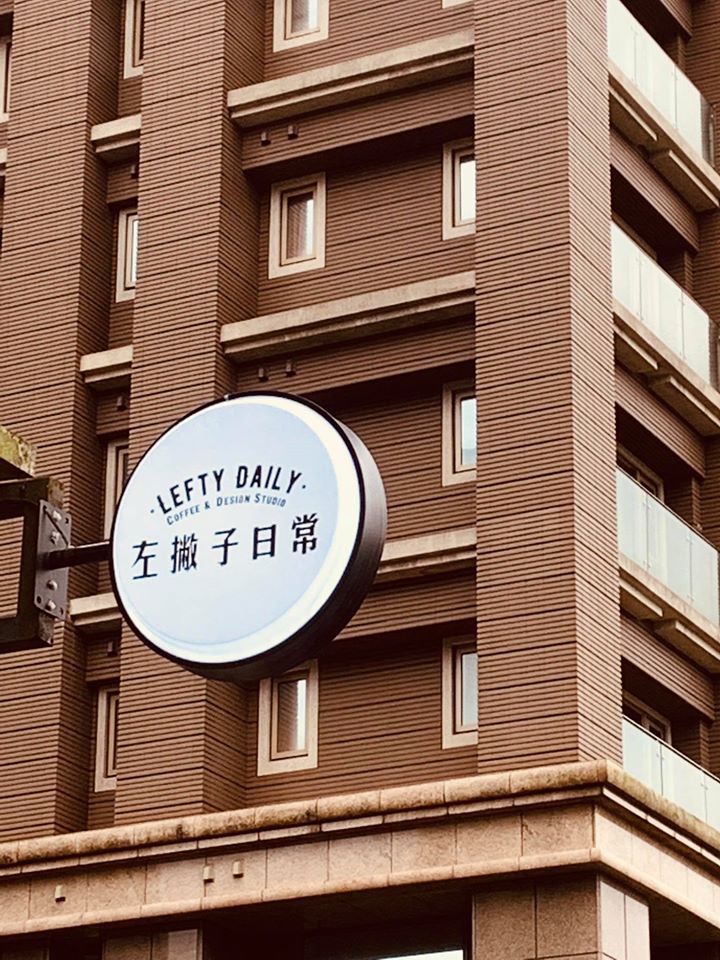 ·LEFTY DAILY·
COFFEE & DESIGN STUDIO
左撇子日常